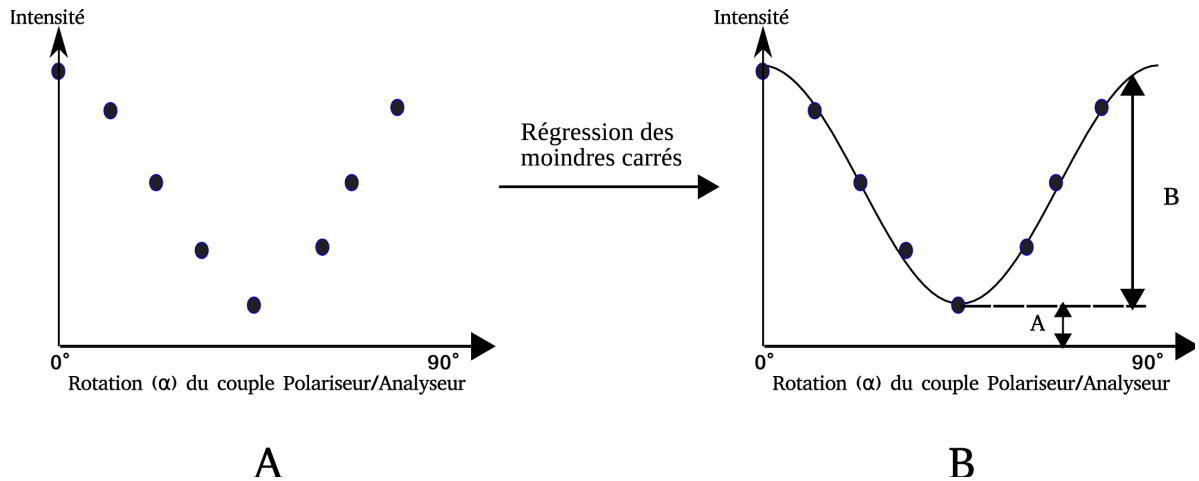 Intensité
0°
90°
Rotation (α) du couple Polariseur/Analyseur
A
Régression des
moindres carrés
Intensité
B
A
0°
90°
Rotation (α) du couple Polariseur/Analyseur
B